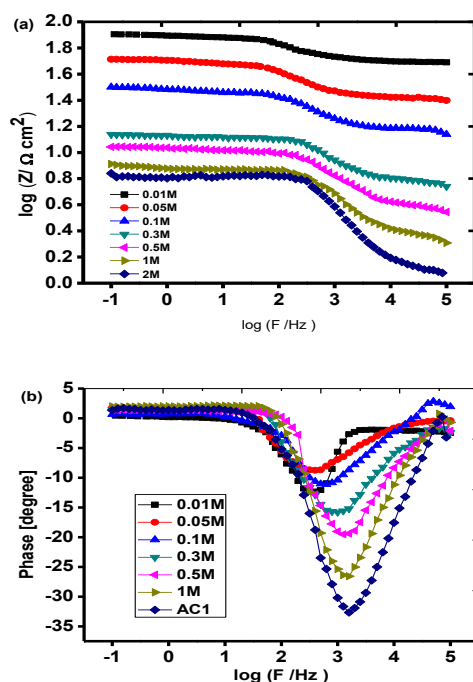 (a)
2.0
1.8
1.6
1.4
1.2
1.0
0.8
0.6
0.4
0.2
0.0
log (Z/ Ω cm²)
0.01M
0.05M
0.1M
0.3M
0.5M
1M
2M
-1 0 1 2 3 4 5
log (F /Hz )
(b)
5
0
-5
-10
-15
-20
-25
-30
-35
Phase [degree]
0.01M
0.05M
0.1M
0.3M
0.5M
1M
AC1
-1 0 1 2 3 4 5
log (F /Hz )